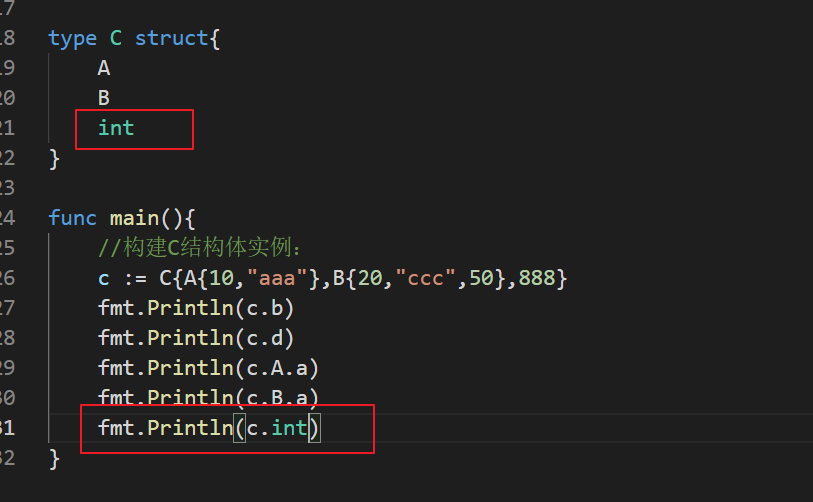 17
18 type C struct{
19     A
20     B
21     int
22 }
23
24 func main(){
25     //构建C结构体实例：
26     c := C{A{10,"aaa"},B{20,"ccc",50},888}
27     fmt.Println(c.b)
28     fmt.Println(c.d)
29     fmt.Println(c.A.a)
30     fmt.Println(c.B.a)
31     fmt.Println(c.int)
32 }